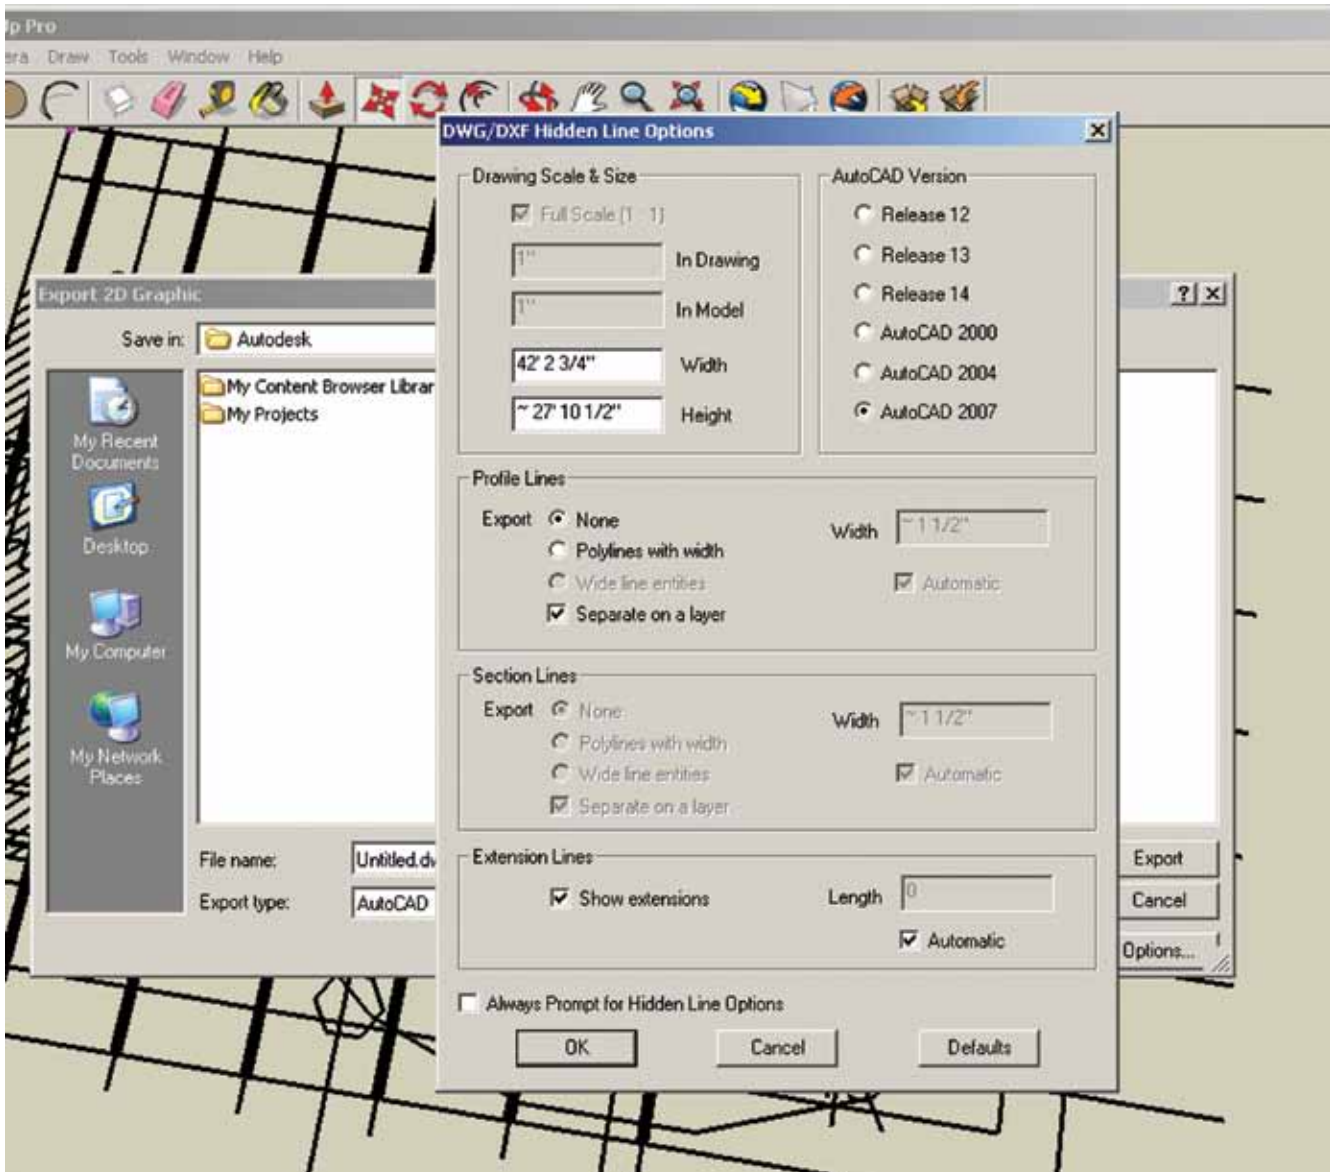 lp Pro
era Draw Tools Window Help
DWG/DXF Hidden Line Options
Drawing Scale & Size
Full Scale (1 : 1)
1" In Drawing
1" In Model
42' 2 3/4" Width
~ 27' 10 1/2" Height
AutoCAD Version
Release 12
Release 13
Release 14
AutoCAD 2000
AutoCAD 2004
AutoCAD 2007
Export 2D Graphic
Save in: Autodesk
My Content Browser Librar
My Projects
My Recent
Documents
Desktop
My Computer
My Network
Places
File name: Untitled.dw
Export type: AutoCAD
Profile Lines
Export None
Polylines with width
Wide line entities
Separate on a layer
Width ~ 1 1/2"
Automatic
Section Lines
Export None
Polylines with width
Wide line entities
Separate on a layer
Width ~ 1 1/2"
Automatic
Extension Lines
Show extensions
Length 0
Automatic
Always Prompt for Hidden Line Options
OK Cancel Defaults
Export
Cancel
Options...